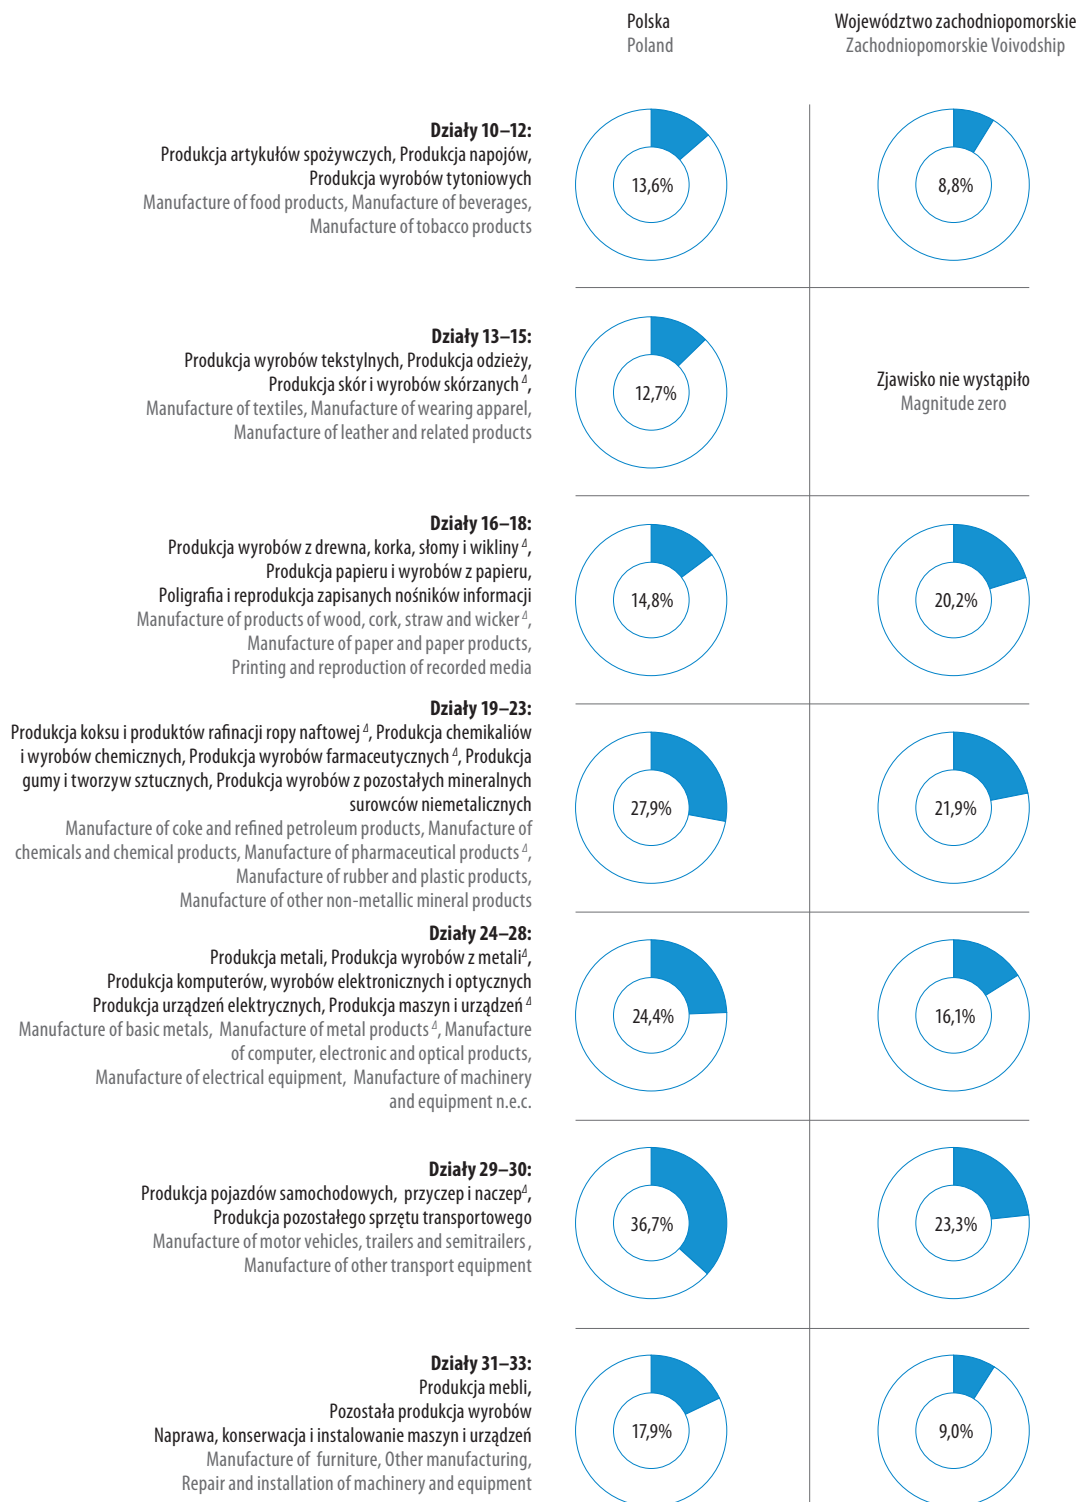 Polska
Poland
Województwo zachodniopomorskie
Zachodniopomorskie Voivodship
Działy 10–12:
Produkcja artykułów spożywczych, Produkcja napojów,
Produkcja wyrobów tytoniowych
Manufacture of food products, Manufacture of beverages,
Manufacture of tobacco products
13,6%
8,8%
Działy 13–15:
Produkcja wyrobów tekstylnych, Produkcja odzieży,
Produkcja skór i wyrobów skórzanych Δ,
Manufacture of textiles, Manufacture of wearing apparel,
Manufacture of leather and related products
12,7%
Zjawisko nie wystąpiło
Magnitude zero
Działy 16–18:
Produkcja wyrobów z drewna, korka, słomy i wikliny Δ,
Produkcja papieru i wyrobów z papieru,
Poligrafia i reprodukcja zapisanych nośników informacji
Manufacture of products of wood, cork, straw and wicker Δ,
Manufacture of paper and paper products,
Printing and reproduction of recorded media
14,8%
20,2%
Działy 19–23:
Produkcja koksu i produktów rafinacji ropy naftowej Δ, Produkcja chemikaliów
i wyrobów chemicznych, Produkcja wyrobów farmaceutycznych Δ, Produkcja
gumy i tworzyw sztucznych, Produkcja wyrobów z pozostałych mineralnych
surowców niemetalicznych
Manufacture of coke and refined petroleum products, Manufacture of
chemicals and chemical products, Manufacture of pharmaceutical products Δ,
Manufacture of rubber and plastic products,
Manufacture of other non-metallic mineral products
27,9%
21,9%
Działy 24–28:
Produkcja metali, Produkcja wyrobów z metali Δ,
Produkcja komputerów, wyrobów elektronicznych i optycznych
Produkcja urządzeń elektrycznych, Produkcja maszyn i urządzeń Δ
Manufacture of basic metals, Manufacture of metal products Δ, Manufacture
of computer, electronic and optical products,
Manufacture of electrical equipment, Manufacture of machinery
and equipment n.e.c.
24,4%
16,1%
Działy 29–30:
Produkcja pojazdów samochodowych, przyczep i naczep Δ,
Produkcja pozostałego sprzętu transportowego
Manufacture of motor vehicles, trailers and semitrailers ,
Manufacture of other transport equipment
36,7%
23,3%
Działy 31–33:
Produkcja mebli,
Pozostała produkcja wyrobów
Naprawa, konserwacja i instalowanie maszyn i urządzeń
Manufacture of furniture, Other manufacturing,
Repair and installation of machinery and equipment
17,9%
9,0%